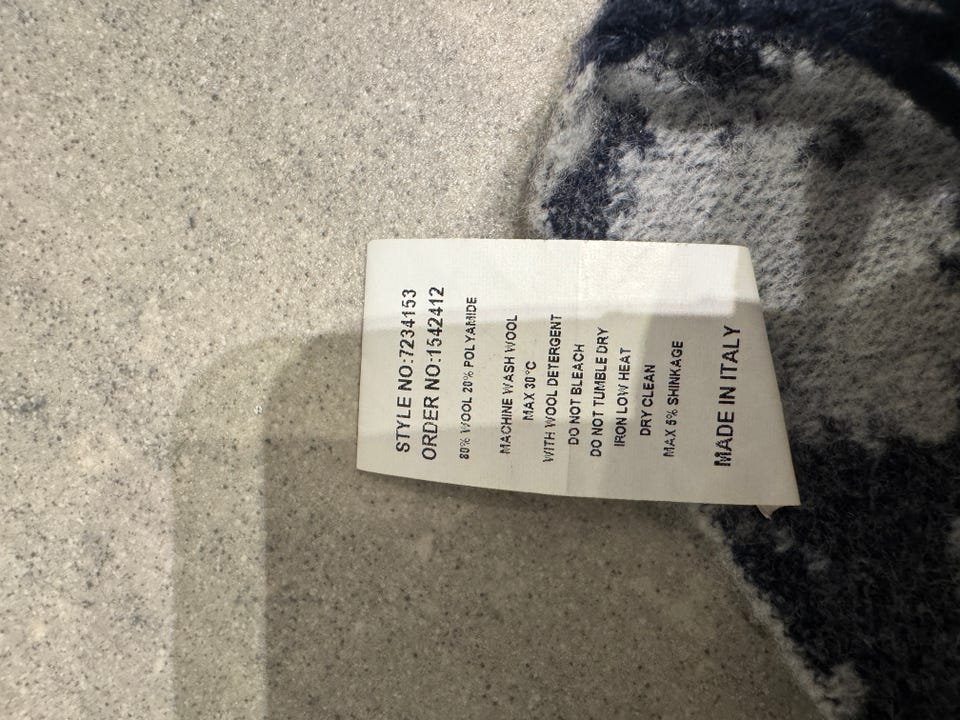 STYLE NO:7234153
ORDER NO:1542412
80% WOOL 20% POLYAMIDE
MACHINE WASH WOOL
MAX 30°C
WITH WOOL DETERGENT
DO NOT BLEACH
DO NOT TUMBLE DRY
IRON LOW HEAT
DRY CLEAN
MAX 5% SHINKAGE
MADE IN ITALY